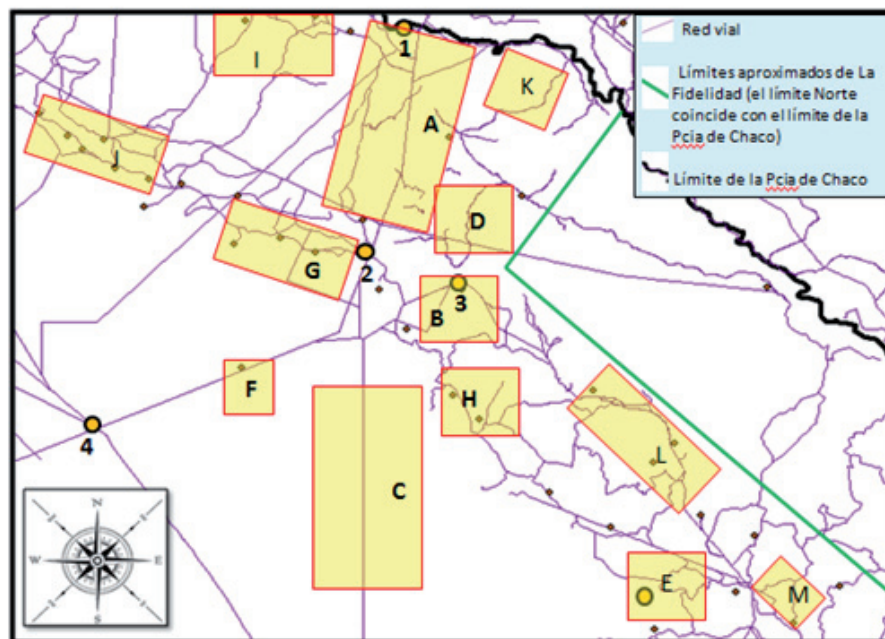 1
I
K
Red vial
A
Límites aproximados de La
Fidelidad (el límite Norte
coincide con el límite de la
Pcia de Chaco)
J
Límite de la Pcia de Chaco
D
G
2
3
B
F
H
4
C
L
N
W
E
S
E
M